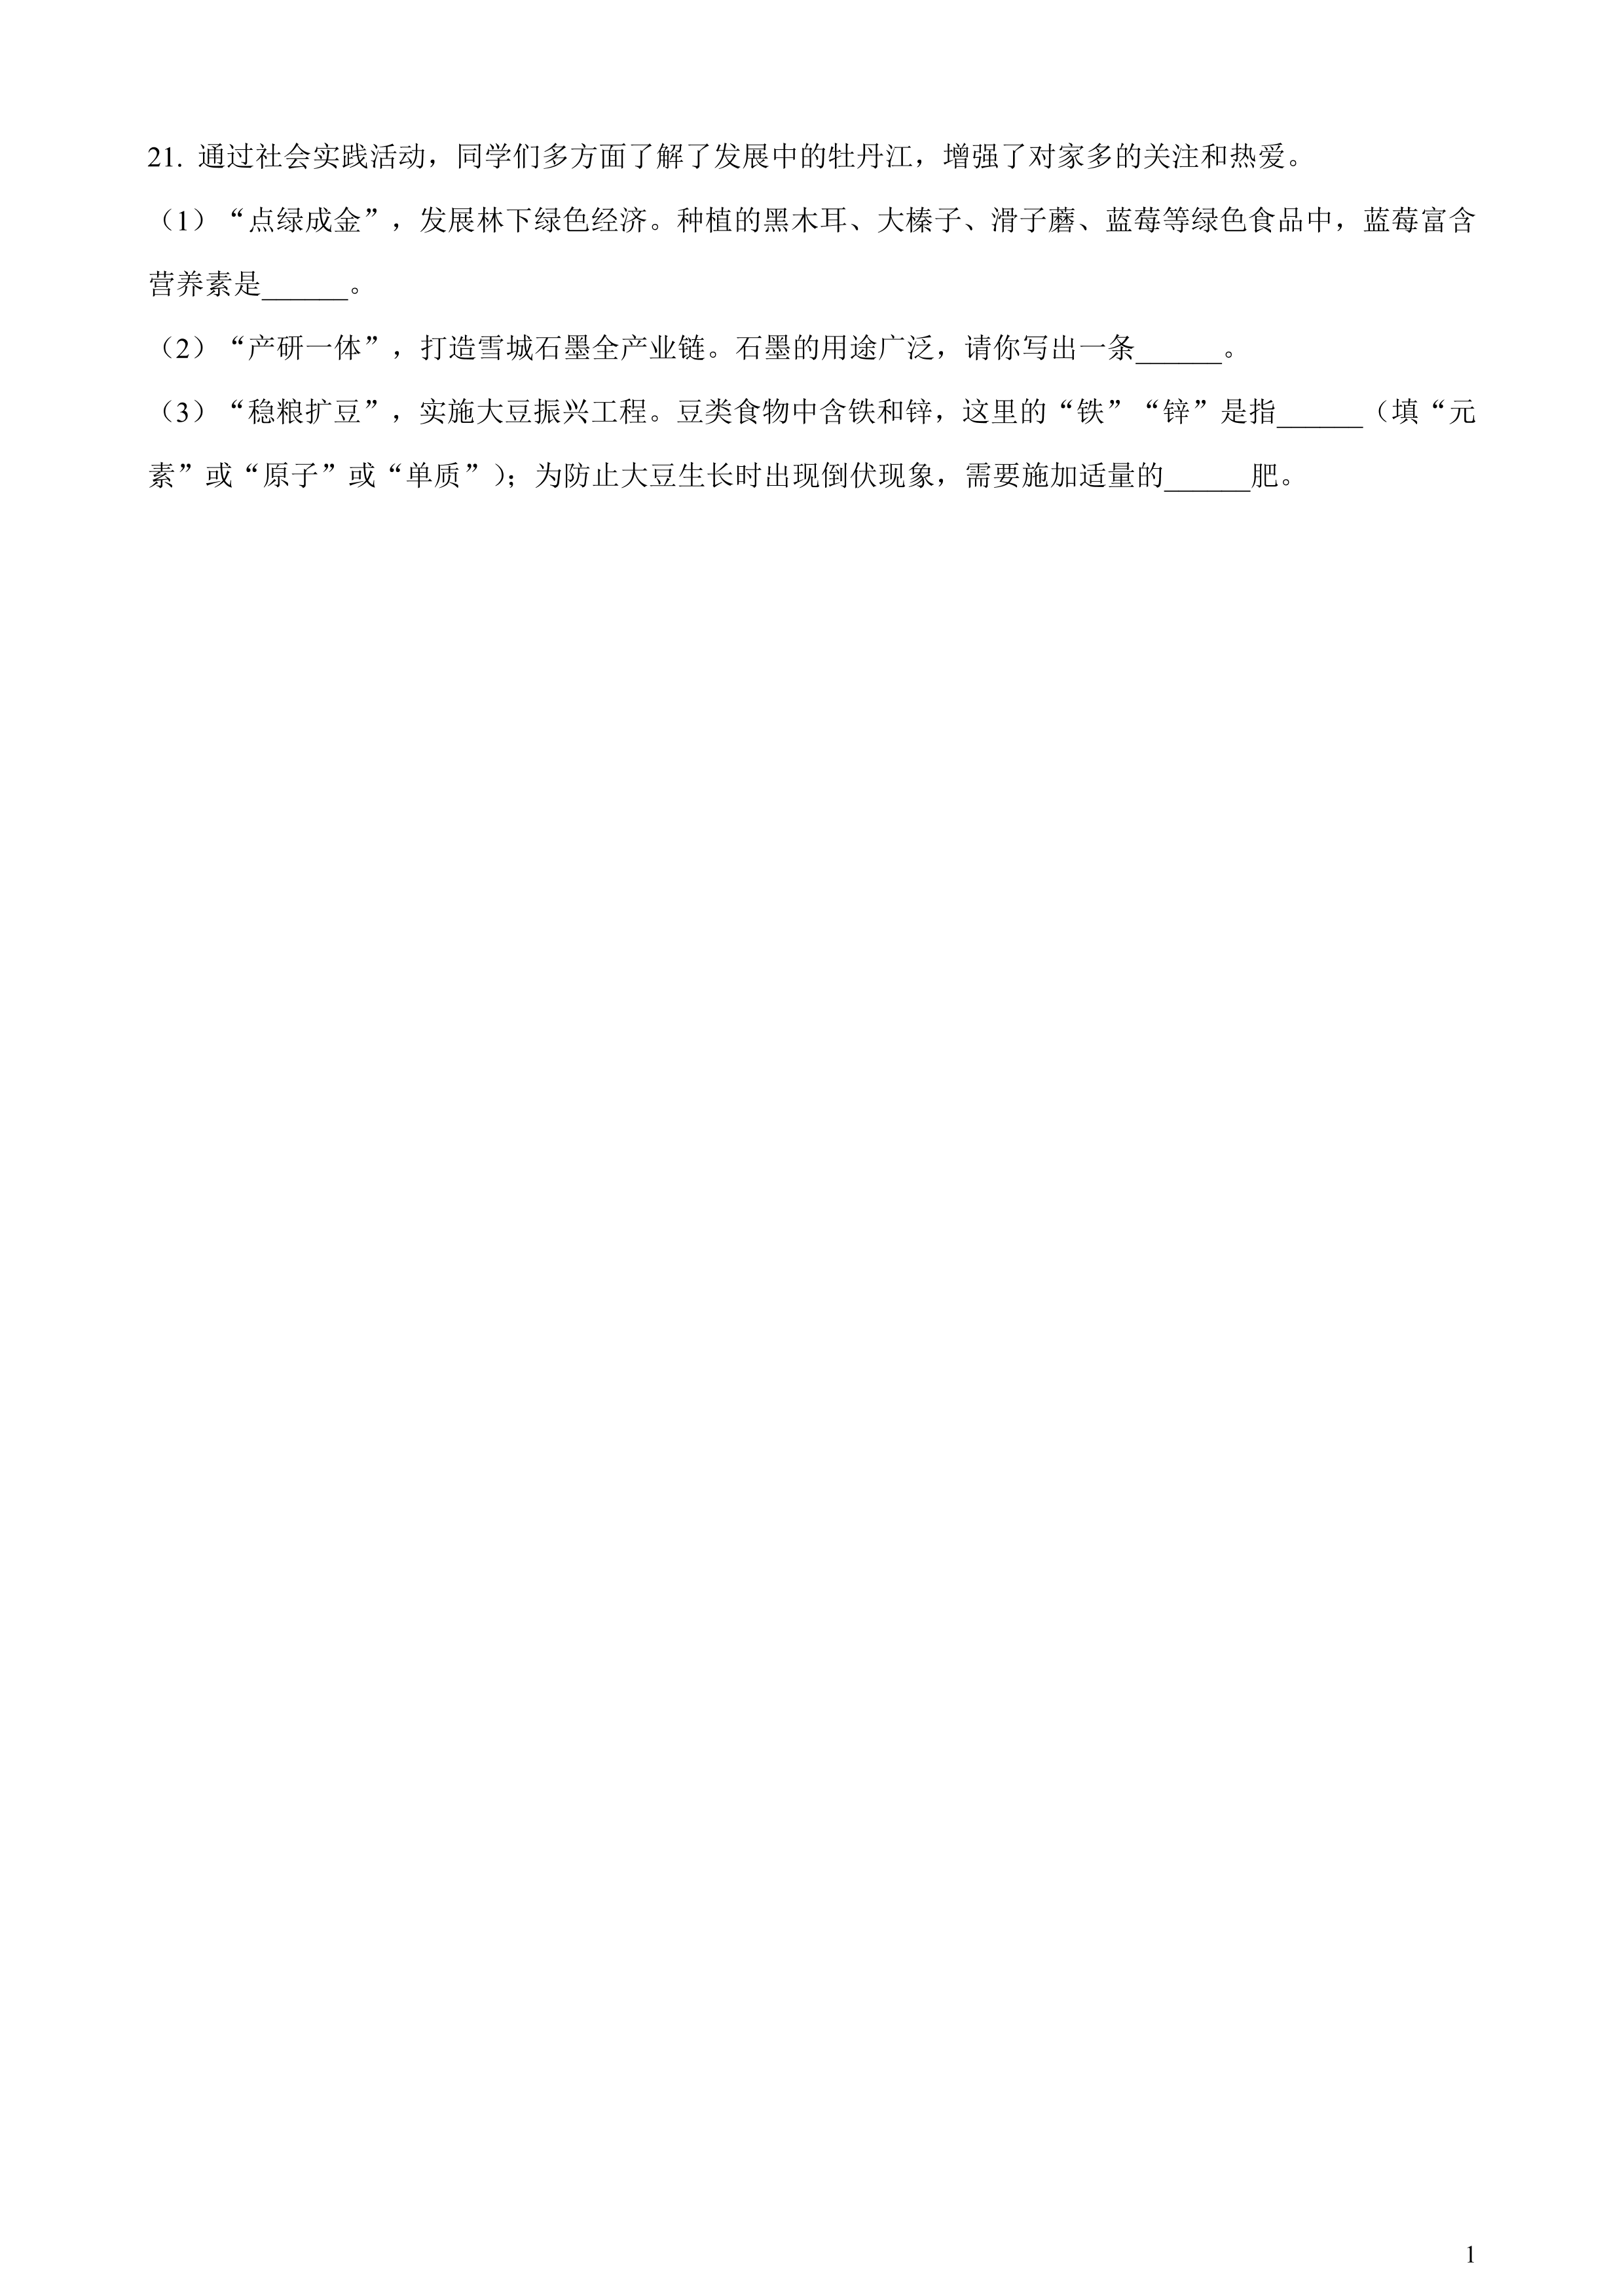 21. 通过社会实践活动，同学们多方面了解了发展中的牡丹江，增强了对家多的关注和热爱。
（1）“点绿成金”，发展林下绿色经济。种植的黑木耳、大榛子、滑子蘑、蓝莓等绿色食品中，蓝莓富含
营养素是______。
（2）“产研一体”，打造雪城石墨全产业链。石墨的用途广泛，请你写出一条______。
（3）“稳粮扩豆”，实施大豆振兴工程。豆类食物中含铁和锌，这里的“铁”“锌”是指______（填“元
素”或“原子”或“单质”）；为防止大豆生长时出现倒伏现象，需要施加适量的______肥。
1